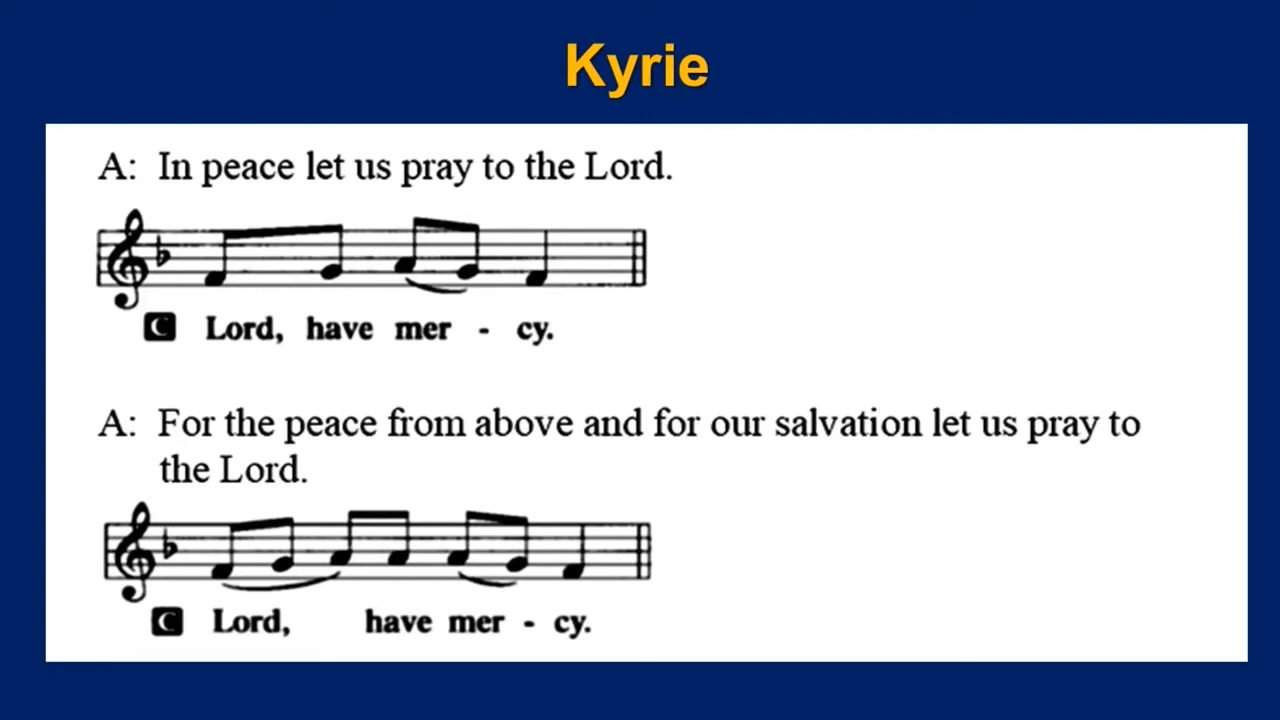 Kyrie
A: In peace let us pray to the Lord.
C Lord, have mer - cy.
A: For the peace from above and for our salvation let us pray to
the Lord.
C Lord, have mer - cy.